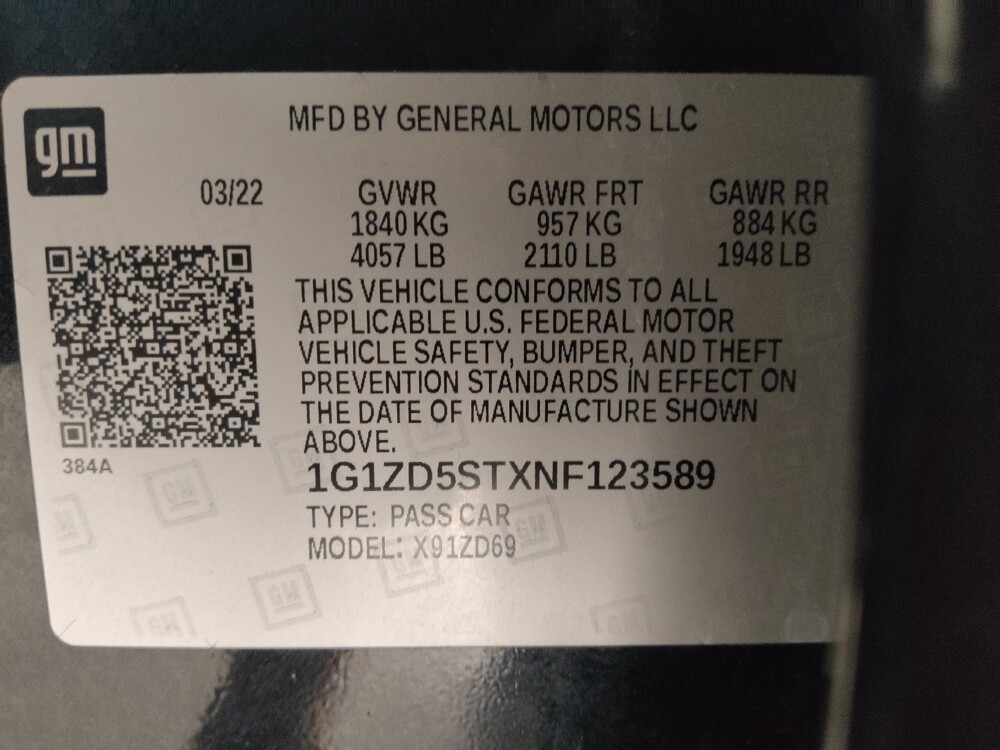 gm
MFD BY GENERAL MOTORS LLC
03/22 GVWR GAWR FRT GAWR RR
1840 KG 957 KG 884 KG
4057 LB 2110 LB 1948 LB
THIS VEHICLE CONFORMS TO ALL
APPLICABLE U.S. FEDERAL MOTOR
VEHICLE SAFETY, BUMPER, AND THEFT
PREVENTION STANDARDS IN EFFECT ON
THE DATE OF MANUFACTURE SHOWN
ABOVE.
384A
1G1ZD5STXNF123589
TYPE: PASS CAR
MODEL: X91ZD69